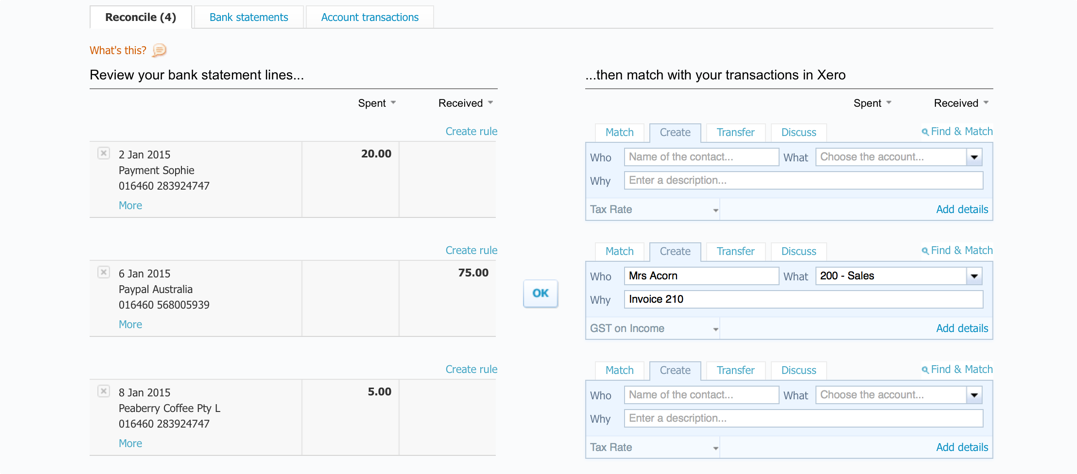 Reconcile (4) Bank statements Account transactions
What's this?
Review your bank statement lines... ...then match with your transactions in Xero
Spent Received Spent Received
Create rule Match Create Transfer Discuss Find & Match
2 Jan 2015 20.00 Who Name of the contact... What Choose the account...
Payment Sophie
016460 283924747 Why Enter a description...
More Tax Rate Add details
Create rule Match Create Transfer Discuss Find & Match
6 Jan 2015 75.00 Who Mrs Acorn What 200 - Sales
Paypal Australia OK
016460 568005939 Why Invoice 210
More GST on Income Add details
Create rule Match Create Transfer Discuss Find & Match
8 Jan 2015 5.00 Who Name of the contact... What Choose the account...
Peaberry Coffee Pty L
016460 283924747 Why Enter a description...
More Tax Rate Add details